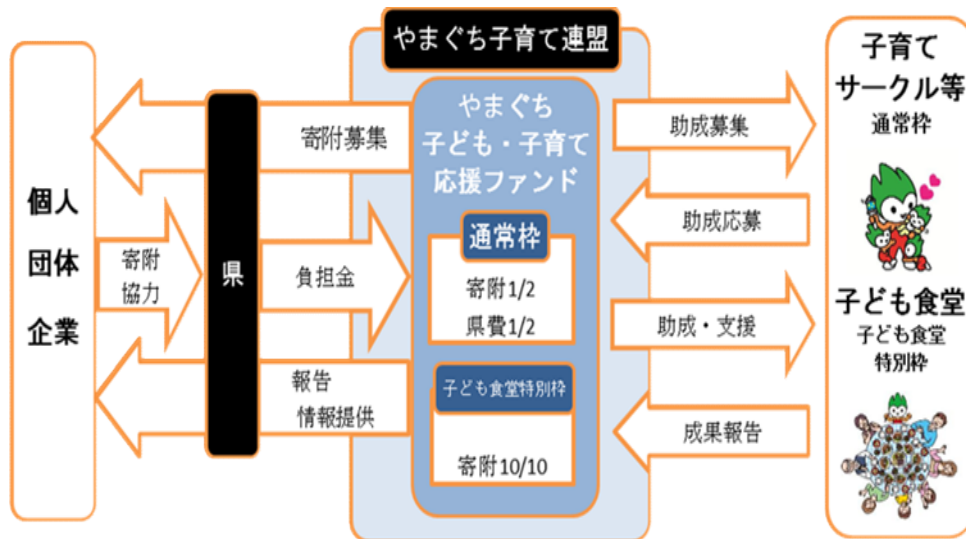 やまぐち子育て連盟
個人
団体
企業
寄附募集
寄附
協力
県
負担金
報告
情報提供
やまぐち
子ども・子育て
応援ファンド
通常枠
寄附1/2
県費1/2
子ども食堂特別枠
寄附10/10
助成募集
助成応募
助成・支援
成果報告
子育て
サークル等
通常枠
子ども食堂
子ども食堂
特別枠